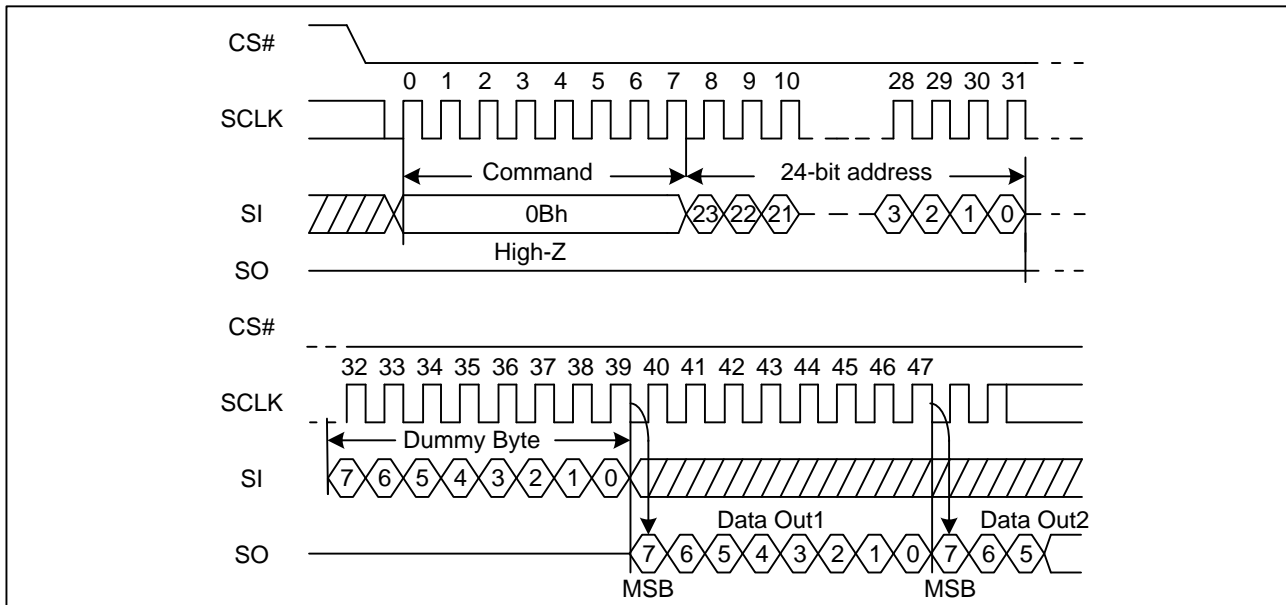 CS#
0 1 2 3 4 5 6 7 8 9 10 28 29 30 31
SCLK
Command 24-bit address
SI 0Bh 23 22 21 3 2 1 0
High-Z
SO
CS#
32 33 34 35 36 37 38 39 40 41 42 43 44 45 46 47
SCLK
Dummy Byte
SI 7 6 5 4 3 2 1 0
Data Out1 Data Out2
SO 7 6 5 4 3 2 1 0 7 6 5
MSB MSB